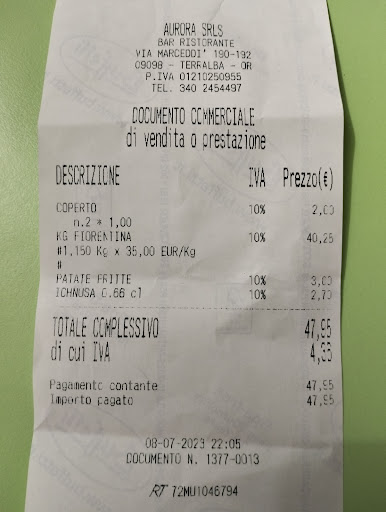 AURORA SRLS
BAR RISTORANTE
VIA MARCEDDI' 190-192
09098 - TERRALBA - OR
P.IVA 01210250955
TEL. 340 2454497
DOCUMENTO COMMERCIALE
di vendita o prestazione
DESCRIZIONE IVA Prezzo(€)
COPERTO 10% 2,00
n.2 * 1,00
KG FIORENTINA 10% 40,25
#1,150 Kg x 35,00 EUR/Kg
#
PATATE FRITTE 10% 3,00
ICHNUSA 0.66 cl 10% 2,70
TOTALE COMPLESSIVO 47,95
di cui IVA 4,35
Pagamento contante 47,95
Importo pagato 47,95
08-07-2023 22:05
DOCUMENTO N. 1377-0013
RT 72MU1046794